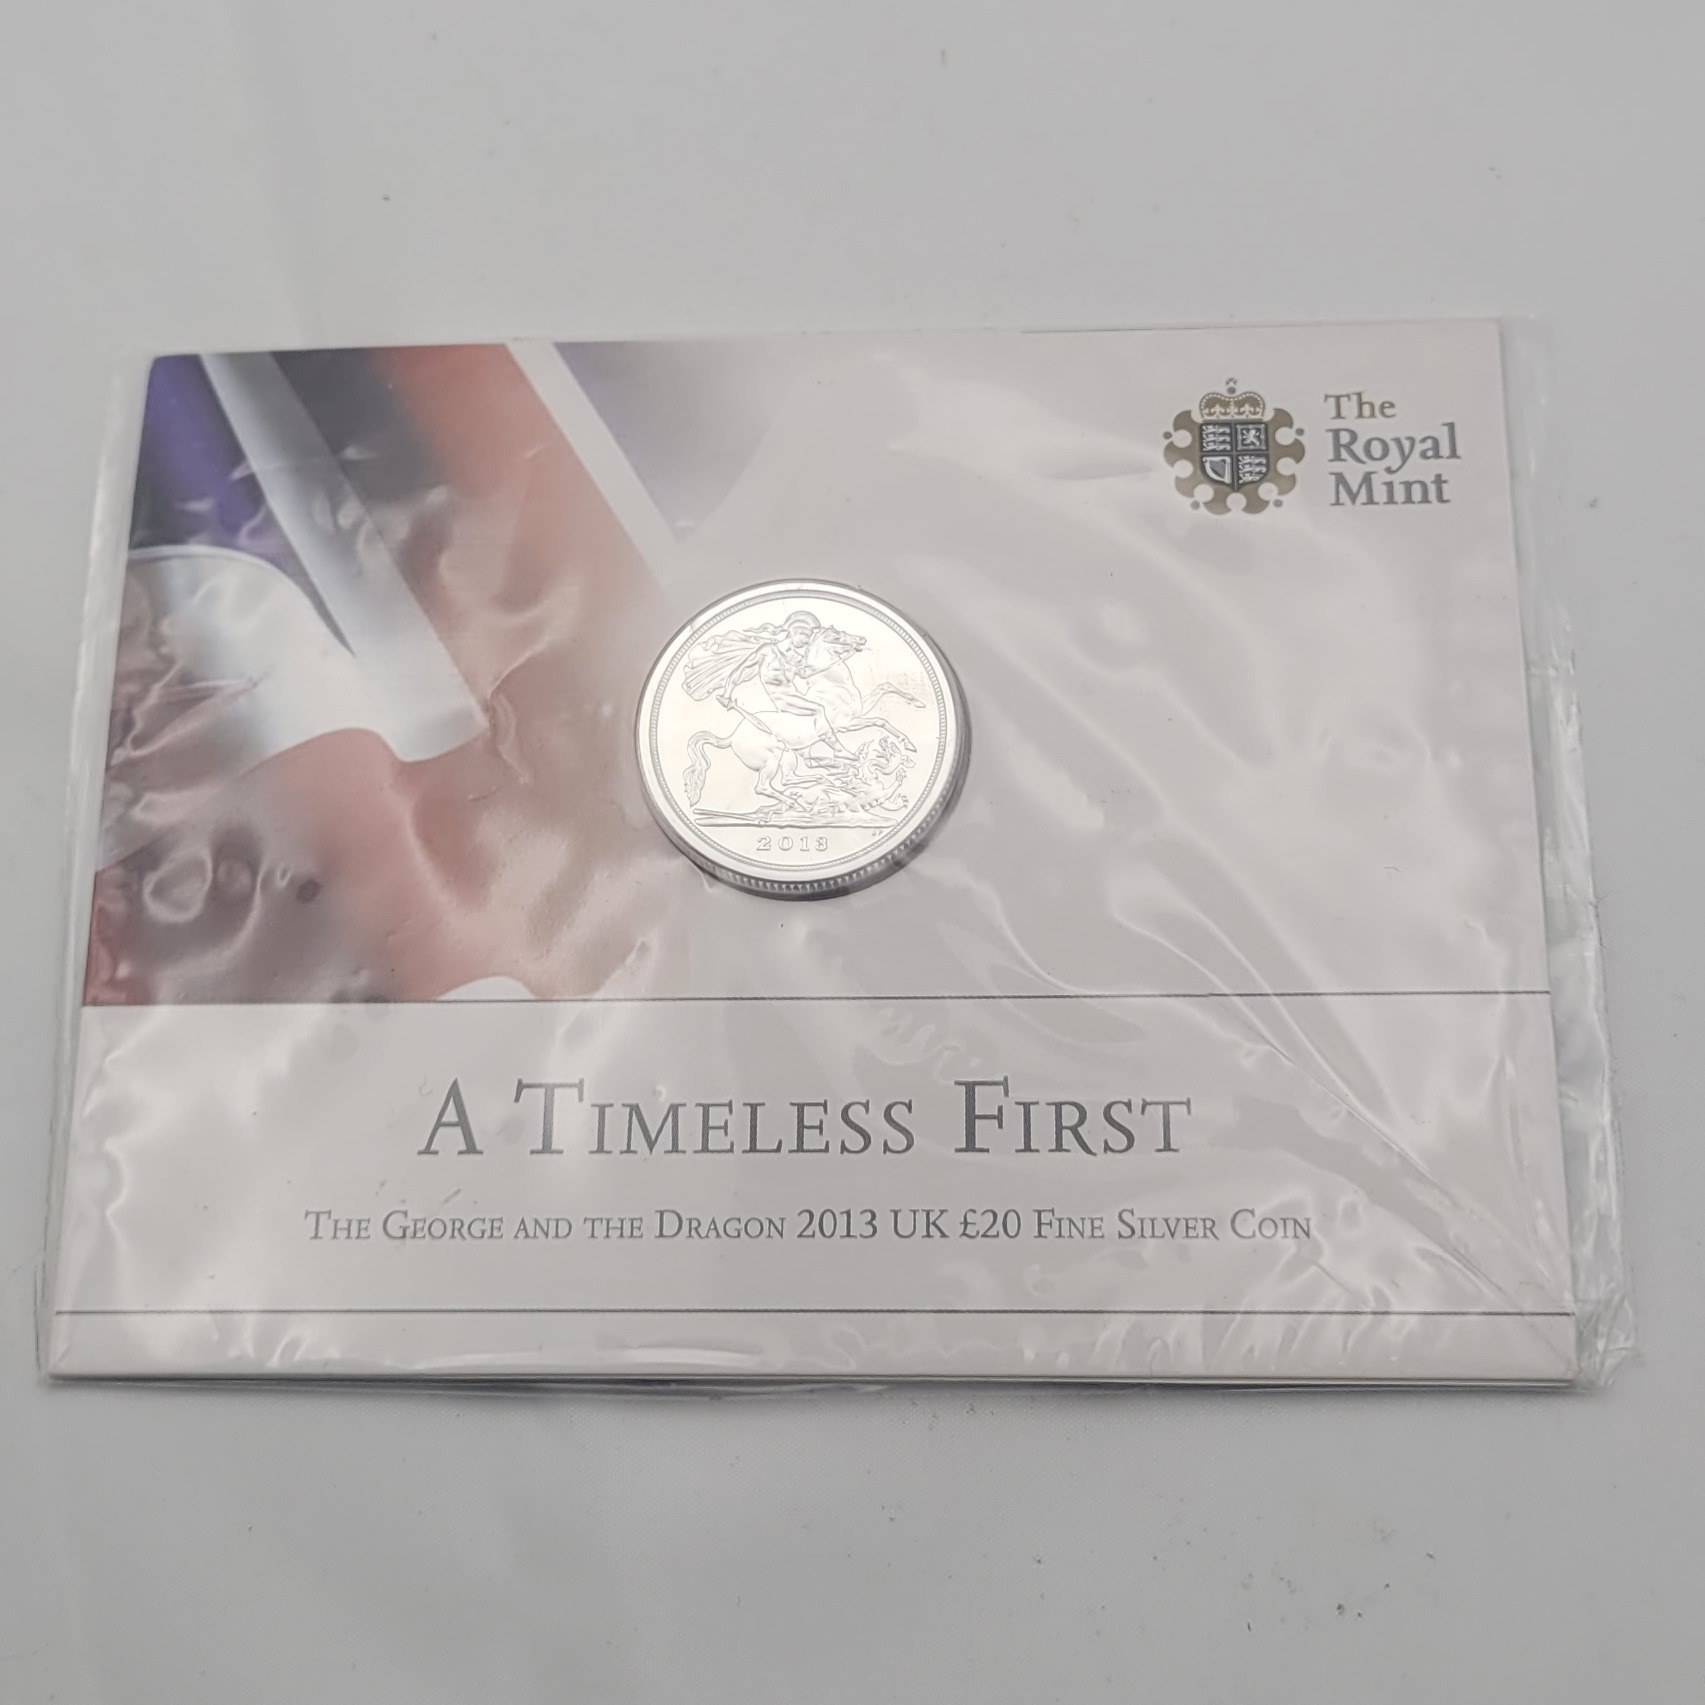 The
Royal
Mint
2013
A TIMELESS FIRST
THE GEORGE AND THE DRAGON 2013 UK £20 FINE SILVER COIN